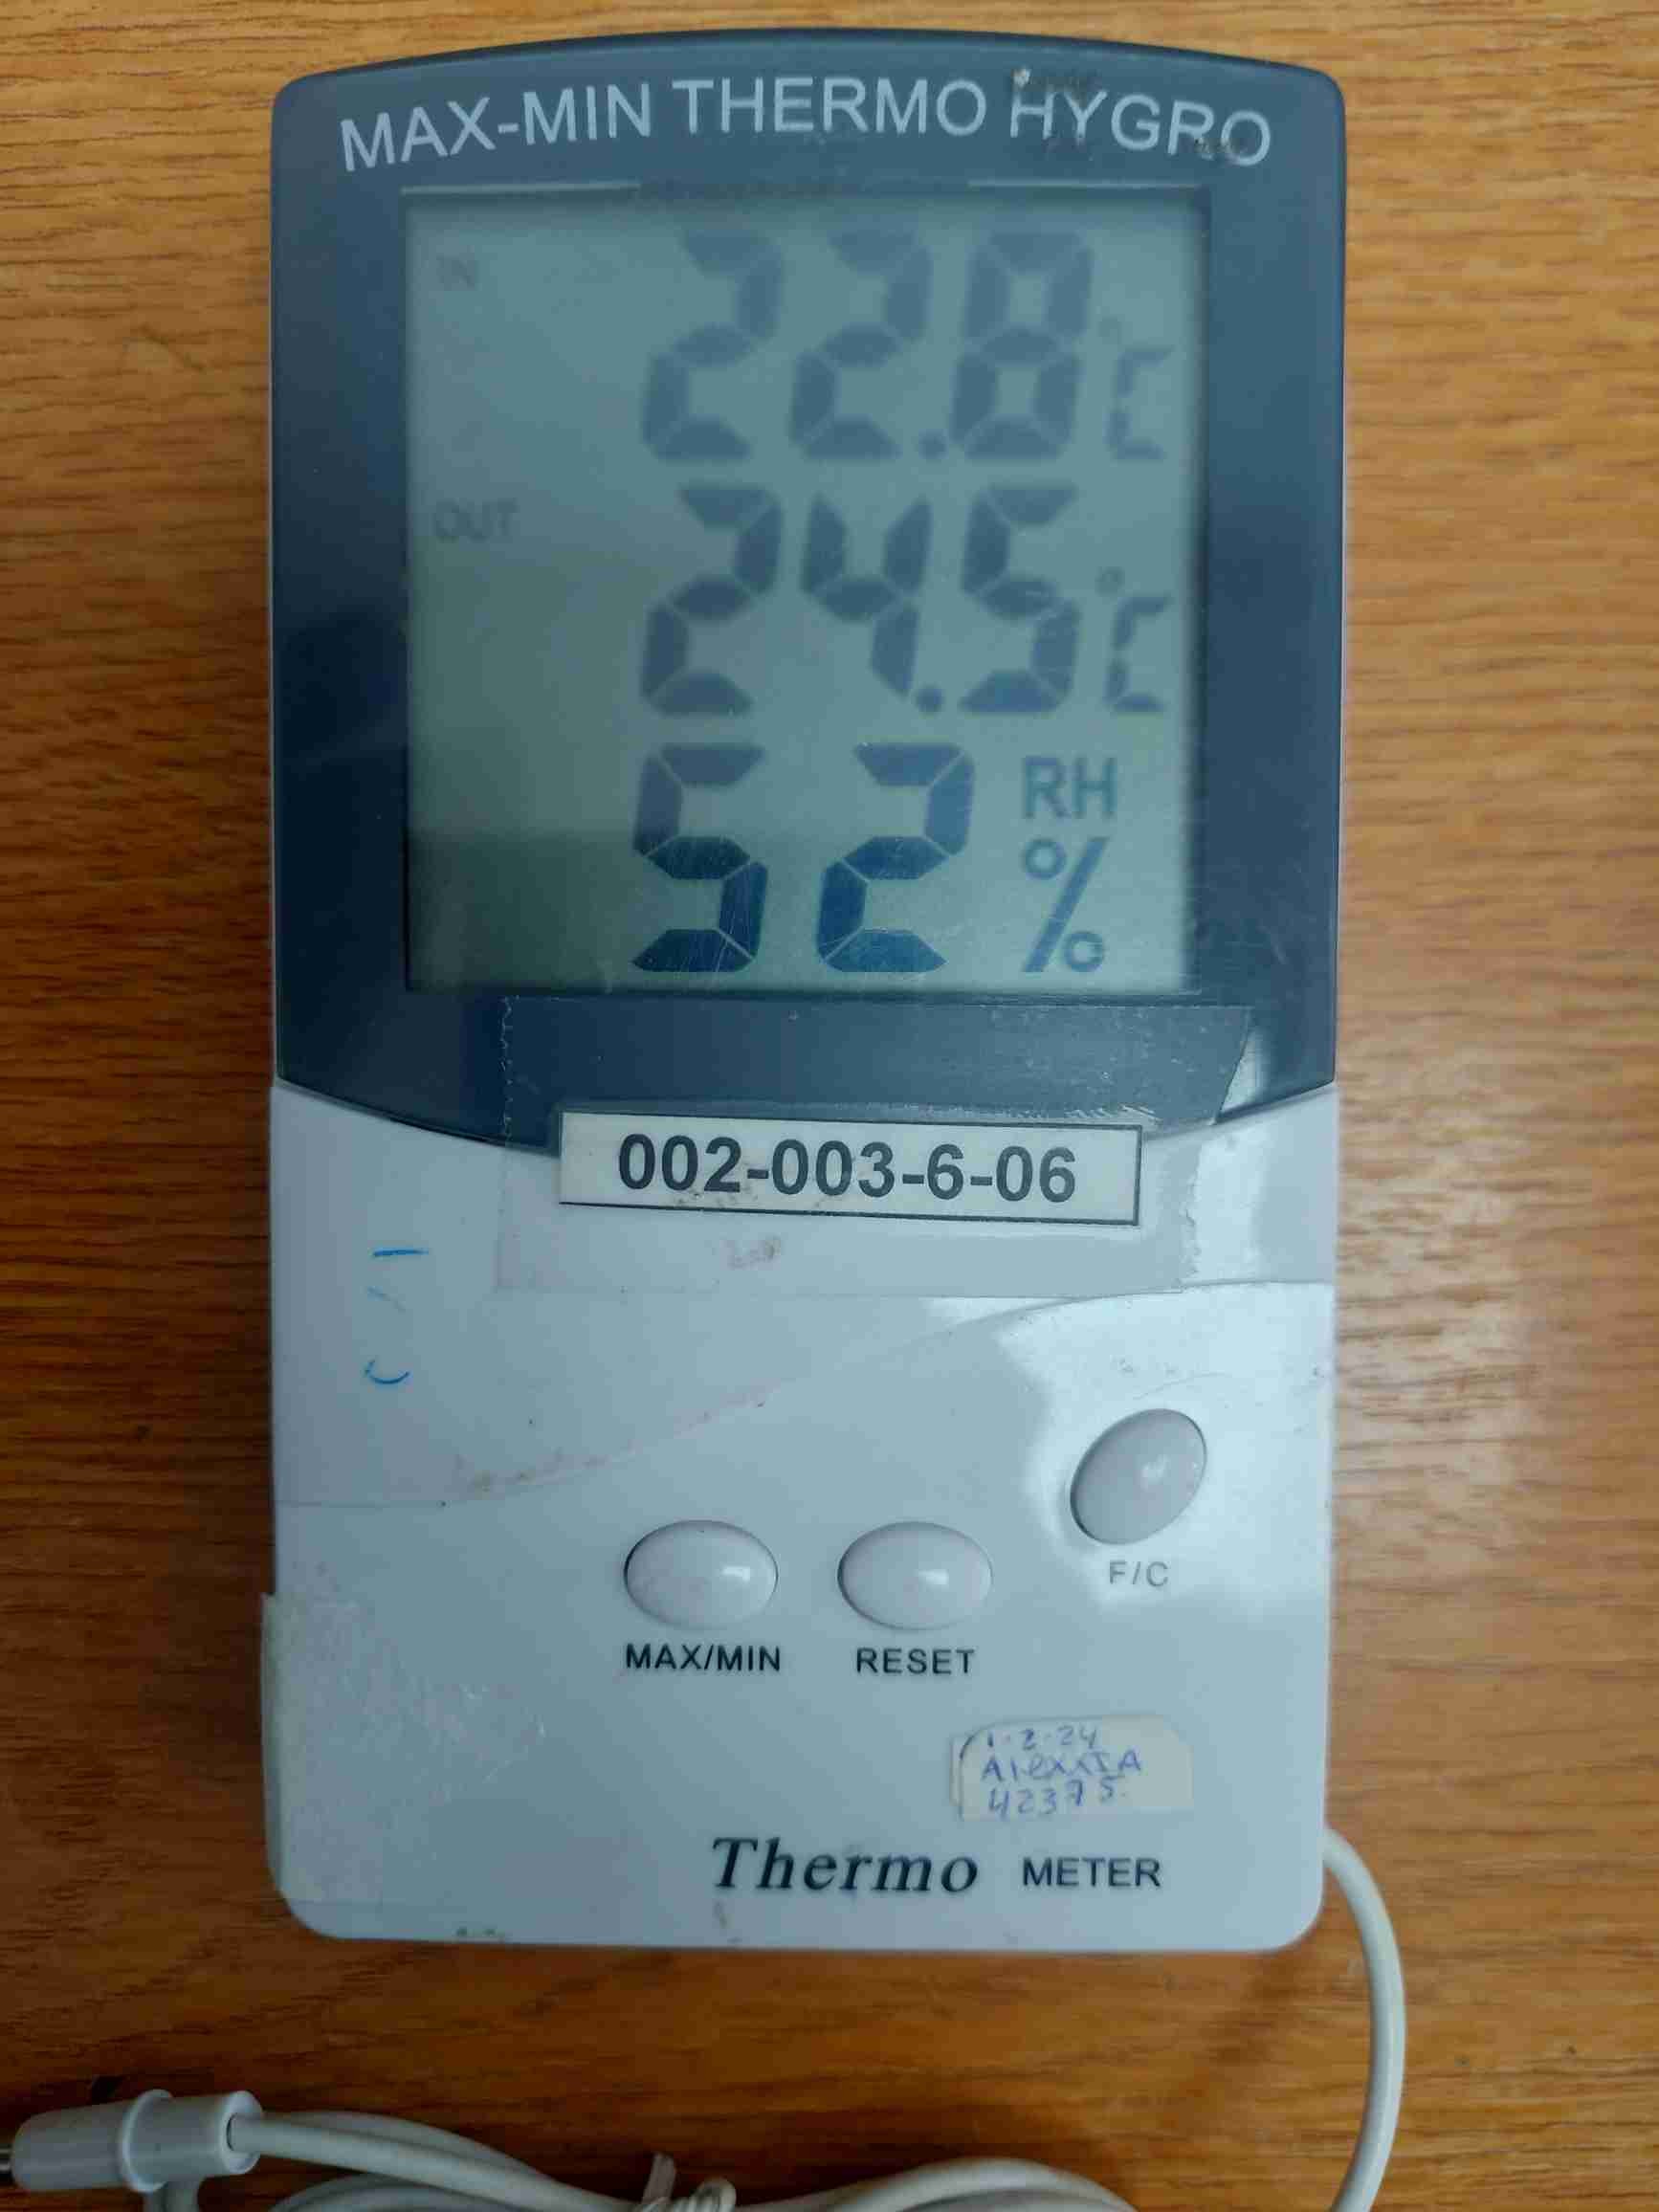 MAX-MIN THERMO HYGRO
IN 22.8 °C
OUT 24.5 °C
52 RH %
002-003-6-06
F/C
MAX/MIN RESET
1-2-24
AlexxIA
42375
Thermo METER